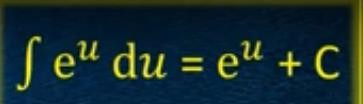 ∫ eᵘ du = eᵘ + C